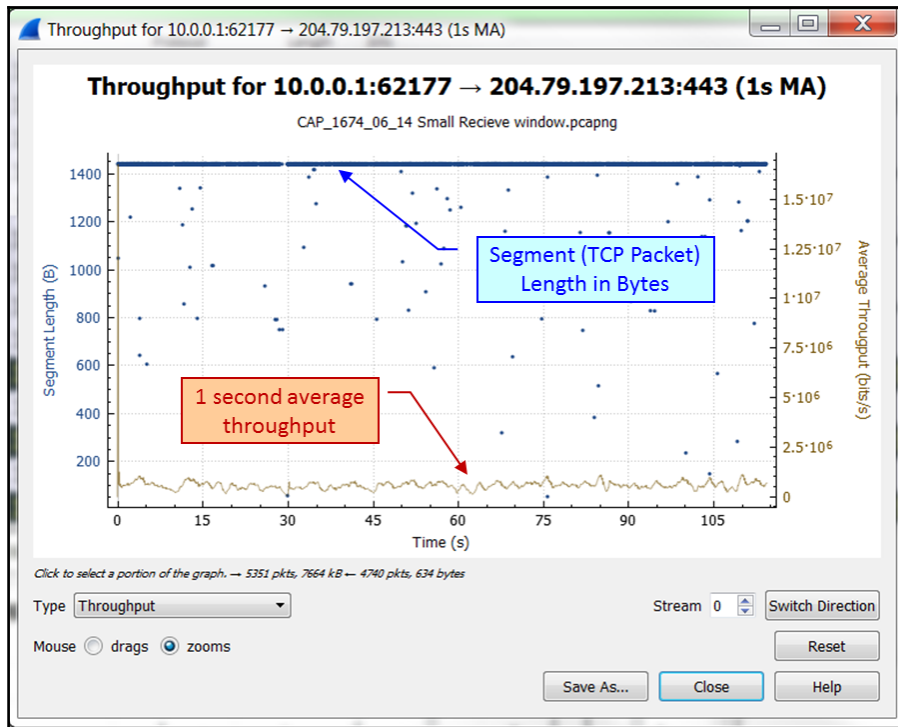 Throughput for 10.0.0.1:62177 → 204.79.197.213:443 (1s MA)
Throughput for 10.0.0.1:62177 → 204.79.197.213:443 (1s MA)
CAP_1674_06_14 Small Recieve window.pcapng
Segment Length (B)
1400
1200
1000
800
600
400
200
Segment (TCP Packet)
Length in Bytes
1 second average
throughput
1.5·10⁷
1.25·10⁷
1·10⁷
7.5·10⁶
5·10⁶
2.5·10⁶
0
Average Througput (bits/s)
0 15 30 45 60 75 90 105
Time (s)
Click to select a portion of the graph. → 5351 pkts, 7664 kB ← 4740 pkts, 634 bytes
Type Throughput Stream 0 Switch Direction
Mouse drags zooms Reset
Save As... Close Help